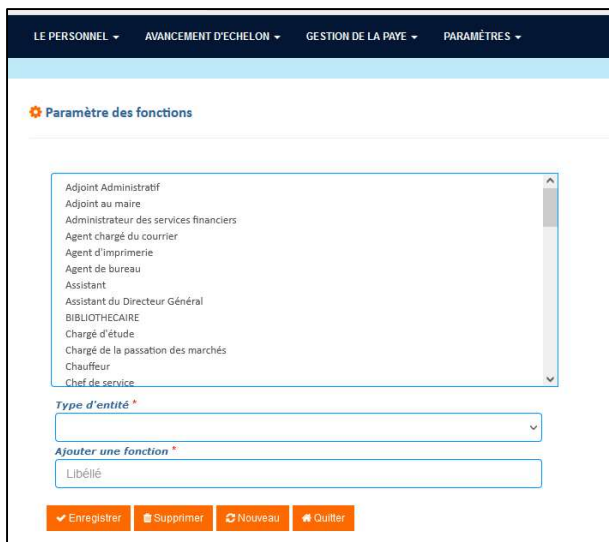 LE PERSONNEL AVANCEMENT D'ECHELON GESTION DE LA PAYE PARAMÈTRES
Paramètre des fonctions
Adjoint Administratif
Adjoint au maire
Administrateur des services financiers
Agent chargé du courrier
Agent d'imprimerie
Agent de bureau
Assistant
Assistant du Directeur Général
BIBLIOTHECAIRE
Chargé d'étude
Chargé de la passation des marchés
Chauffeur
Chef de service
Type d'entité *
Ajouter une fonction *
Libéllé
Enregistrer Supprimer Nouveau Quitter